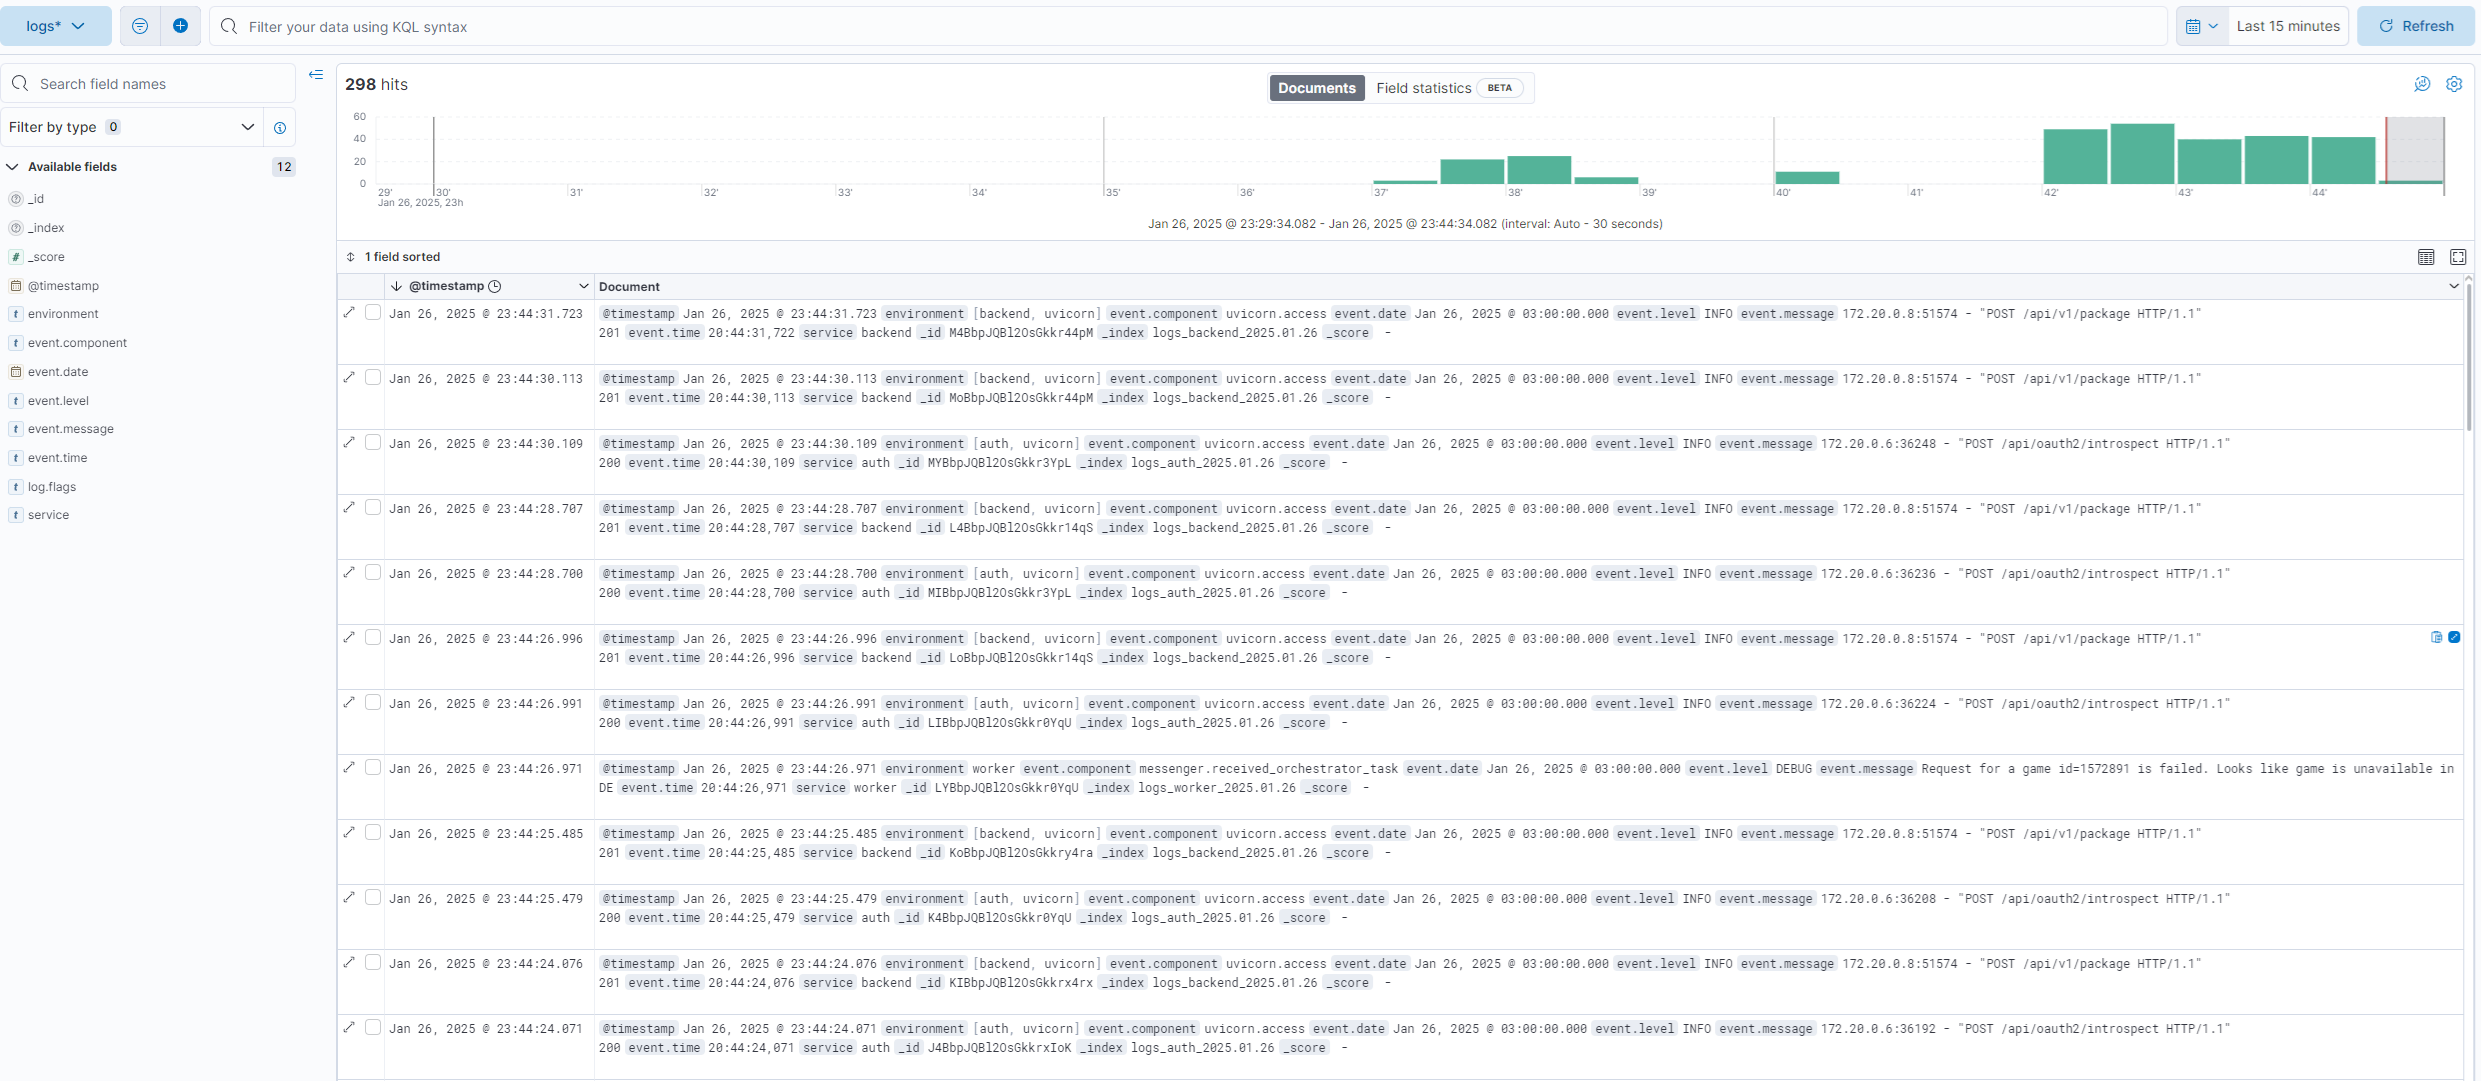 logs*
Filter your data using KQL syntax
Last 15 minutes
Refresh
Search field names
Filter by type 0
Available fields 12
_id
_index
# _score
@timestamp
t environment
t event.component
event.date
t event.level
t event.message
t event.time
t log.flags
t service
298 hits
Documents Field statistics BETA
60
40
20
0
29' 30' 31' 32' 33' 34' 35' 36' 37' 38' 39' 40' 41' 42' 43' 44'
Jan 26, 2025, 23h
Jan 26, 2025 @ 23:29:34.082 - Jan 26, 2025 @ 23:44:34.082 (interval: Auto - 30 seconds)
1 field sorted
@timestamp Document
Jan 26, 2025 @ 23:44:31.723 @timestamp Jan 26, 2025 @ 23:44:31.723 environment [backend, uvicorn] event.component uvicorn.access event.date Jan 26, 2025 @ 03:00:00.000 event.level INFO event.message 172.20.0.8:51574 - "POST /api/v1/package HTTP/1.1"
201 event.time 20:44:31,722 service backend _id M4BbpJQBl2OsGkkr44pM _index logs_backend_2025.01.26 _score -
Jan 26, 2025 @ 23:44:30.113 @timestamp Jan 26, 2025 @ 23:44:30.113 environment [backend, uvicorn] event.component uvicorn.access event.date Jan 26, 2025 @ 03:00:00.000 event.level INFO event.message 172.20.0.8:51574 - "POST /api/v1/package HTTP/1.1"
201 event.time 20:44:30,113 service backend _id MoBbpJQBl2OsGkkr44pM _index logs_backend_2025.01.26 _score -
Jan 26, 2025 @ 23:44:30.109 @timestamp Jan 26, 2025 @ 23:44:30.109 environment [auth, uvicorn] event.component uvicorn.access event.date Jan 26, 2025 @ 03:00:00.000 event.level INFO event.message 172.20.0.6:36248 - "POST /api/oauth2/introspect HTTP/1.1"
200 event.time 20:44:30,109 service auth _id MYBbpJQBl2OsGkkr3YpL _index logs_auth_2025.01.26 _score -
Jan 26, 2025 @ 23:44:28.707 @timestamp Jan 26, 2025 @ 23:44:28.707 environment [backend, uvicorn] event.component uvicorn.access event.date Jan 26, 2025 @ 03:00:00.000 event.level INFO event.message 172.20.0.8:51574 - "POST /api/v1/package HTTP/1.1"
201 event.time 20:44:28,707 service backend _id L4BbpJQBl2OsGkkr14qS _index logs_backend_2025.01.26 _score -
Jan 26, 2025 @ 23:44:28.700 @timestamp Jan 26, 2025 @ 23:44:28.700 environment [auth, uvicorn] event.component uvicorn.access event.date Jan 26, 2025 @ 03:00:00.000 event.level INFO event.message 172.20.0.6:36236 - "POST /api/oauth2/introspect HTTP/1.1"
200 event.time 20:44:28,700 service auth _id MIBbpJQBl2OsGkkr3YpL _index logs_auth_2025.01.26 _score -
Jan 26, 2025 @ 23:44:26.996 @timestamp Jan 26, 2025 @ 23:44:26.996 environment [backend, uvicorn] event.component uvicorn.access event.date Jan 26, 2025 @ 03:00:00.000 event.level INFO event.message 172.20.0.8:51574 - "POST /api/v1/package HTTP/1.1"
201 event.time 20:44:26,996 service backend _id LoBbpJQBl2OsGkkr14qS _index logs_backend_2025.01.26 _score -
Jan 26, 2025 @ 23:44:26.991 @timestamp Jan 26, 2025 @ 23:44:26.991 environment [auth, uvicorn] event.component uvicorn.access event.date Jan 26, 2025 @ 03:00:00.000 event.level INFO event.message 172.20.0.6:36224 - "POST /api/oauth2/introspect HTTP/1.1"
200 event.time 20:44:26,991 service auth _id LIBbpJQBl2OsGkkr0YqU _index logs_auth_2025.01.26 _score -
Jan 26, 2025 @ 23:44:26.971 @timestamp Jan 26, 2025 @ 23:44:26.971 environment worker event.component messenger.received_orchestrator_task event.date Jan 26, 2025 @ 03:00:00.000 event.level DEBUG event.message Request for a game id=1572891 is failed. Looks like game is unavailable in
DE event.time 20:44:26,971 service worker _id LYBbpJQBl2OsGkkr0YqU _index logs_worker_2025.01.26 _score -
Jan 26, 2025 @ 23:44:25.485 @timestamp Jan 26, 2025 @ 23:44:25.485 environment [backend, uvicorn] event.component uvicorn.access event.date Jan 26, 2025 @ 03:00:00.000 event.level INFO event.message 172.20.0.8:51574 - "POST /api/v1/package HTTP/1.1"
201 event.time 20:44:25,485 service backend _id KoBbpJQBl2OsGkkry4ra _index logs_backend_2025.01.26 _score -
Jan 26, 2025 @ 23:44:25.479 @timestamp Jan 26, 2025 @ 23:44:25.479 environment [auth, uvicorn] event.component uvicorn.access event.date Jan 26, 2025 @ 03:00:00.000 event.level INFO event.message 172.20.0.6:36208 - "POST /api/oauth2/introspect HTTP/1.1"
200 event.time 20:44:25,479 service auth _id K4BbpJQBl2OsGkkr0YqU _index logs_auth_2025.01.26 _score -
Jan 26, 2025 @ 23:44:24.076 @timestamp Jan 26, 2025 @ 23:44:24.076 environment [backend, uvicorn] event.component uvicorn.access event.date Jan 26, 2025 @ 03:00:00.000 event.level INFO event.message 172.20.0.8:51574 - "POST /api/v1/package HTTP/1.1"
201 event.time 20:44:24,076 service backend _id KIBbpJQBl2OsGkkrx4rx _index logs_backend_2025.01.26 _score -
Jan 26, 2025 @ 23:44:24.071 @timestamp Jan 26, 2025 @ 23:44:24.071 environment [auth, uvicorn] event.component uvicorn.access event.date Jan 26, 2025 @ 03:00:00.000 event.level INFO event.message 172.20.0.6:36192 - "POST /api/oauth2/introspect HTTP/1.1"
200 event.time 20:44:24,071 service auth _id J4BbpJQBl2OsGkkrxIoK _index logs_auth_2025.01.26 _score -